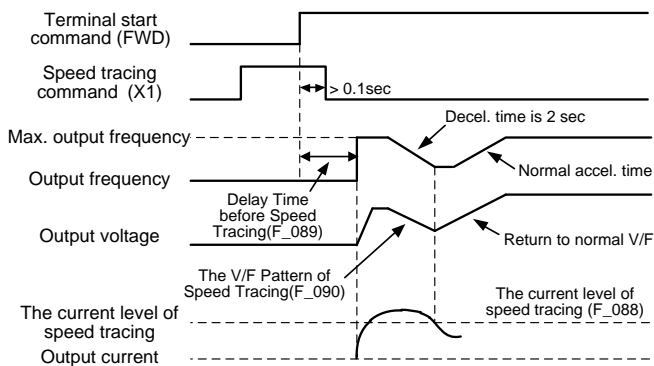 Terminal start
command (FWD)
Speed tracing
command (X1)
> 0.1sec
Decel. time is 2 sec
Max. output frequency
Normal accel. time
Output frequency
Delay Time
before Speed
Tracing(F_089)
Output voltage
Return to normal V/F
The V/F Pattern of
Speed Tracing(F_090)
The current level of
speed tracing (F_088)
The current level of
speed tracing
Output current